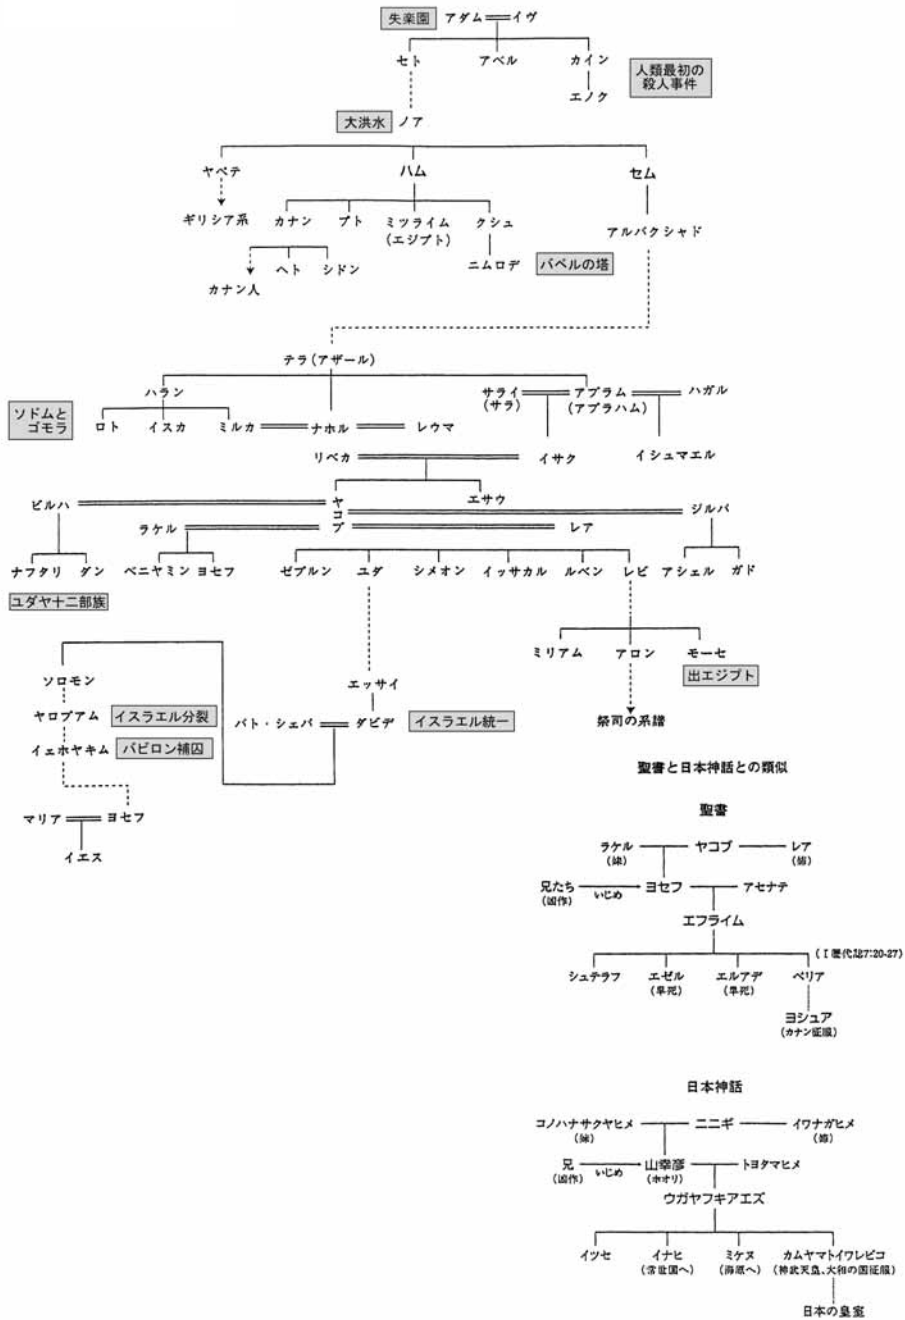 失楽園 アダム イヴ
セト アベル カイン
人類最初の
殺人事件
エノク
大洪水 ノア
ヤペテ ハム セム
ギリシア系 カナン プト ミツライム クシュ
(エジプト)
アルパクシャド
ヘト シドン ニムロデ バベルの塔
カナン人
テラ(アザール)
ハラン サライ アブラム ハガル
(サラ) (アブラハム)
ソドムと
ゴモラ
ロト イスカ ミルカ ナホル レウマ
リベカ イサク イシュマエル
ビルハ ヤコブ エサウ ジルパ
ラケル レア
ナフタリ ダン ベニヤミン ヨセフ ゼブルン ユダ シメオン イッサカル ルベン レビ アシェル ガド
ユダヤ十二部族
ミリアム アロン モーセ
出エジプト
ソロモン エッサイ
ヤロブアム イスラエル分裂 バト・シェバ ダビデ イスラエル統一 祭司の系譜
イェホヤキム バビロン補囚
マリア ヨセフ
イエス
聖書と日本神話との類似
聖書
ラケル ヤコブ レア
(妹) (姉)
兄たち いじめ ヨセフ アセナテ
(凶作)
エフライム
(Ⅰ歴代誌7:20-27)
シュテラフ エゼル エルアデ ベリア
(早死) (早死)
ヨシュア
(カナン征服)
日本神話
コノハナサクヤヒメ ニニギ イワナガヒメ
(妹) (姉)
兄 いじめ 山幸彦 トヨタマヒメ
(凶作) (ホオリ)
ウガヤフキアエズ
イツセ イナヒ ミケヌ カムヤマトイワレビコ
(常世国へ) (海原へ) (神武天皇、大和の国征服)
日本の皇室